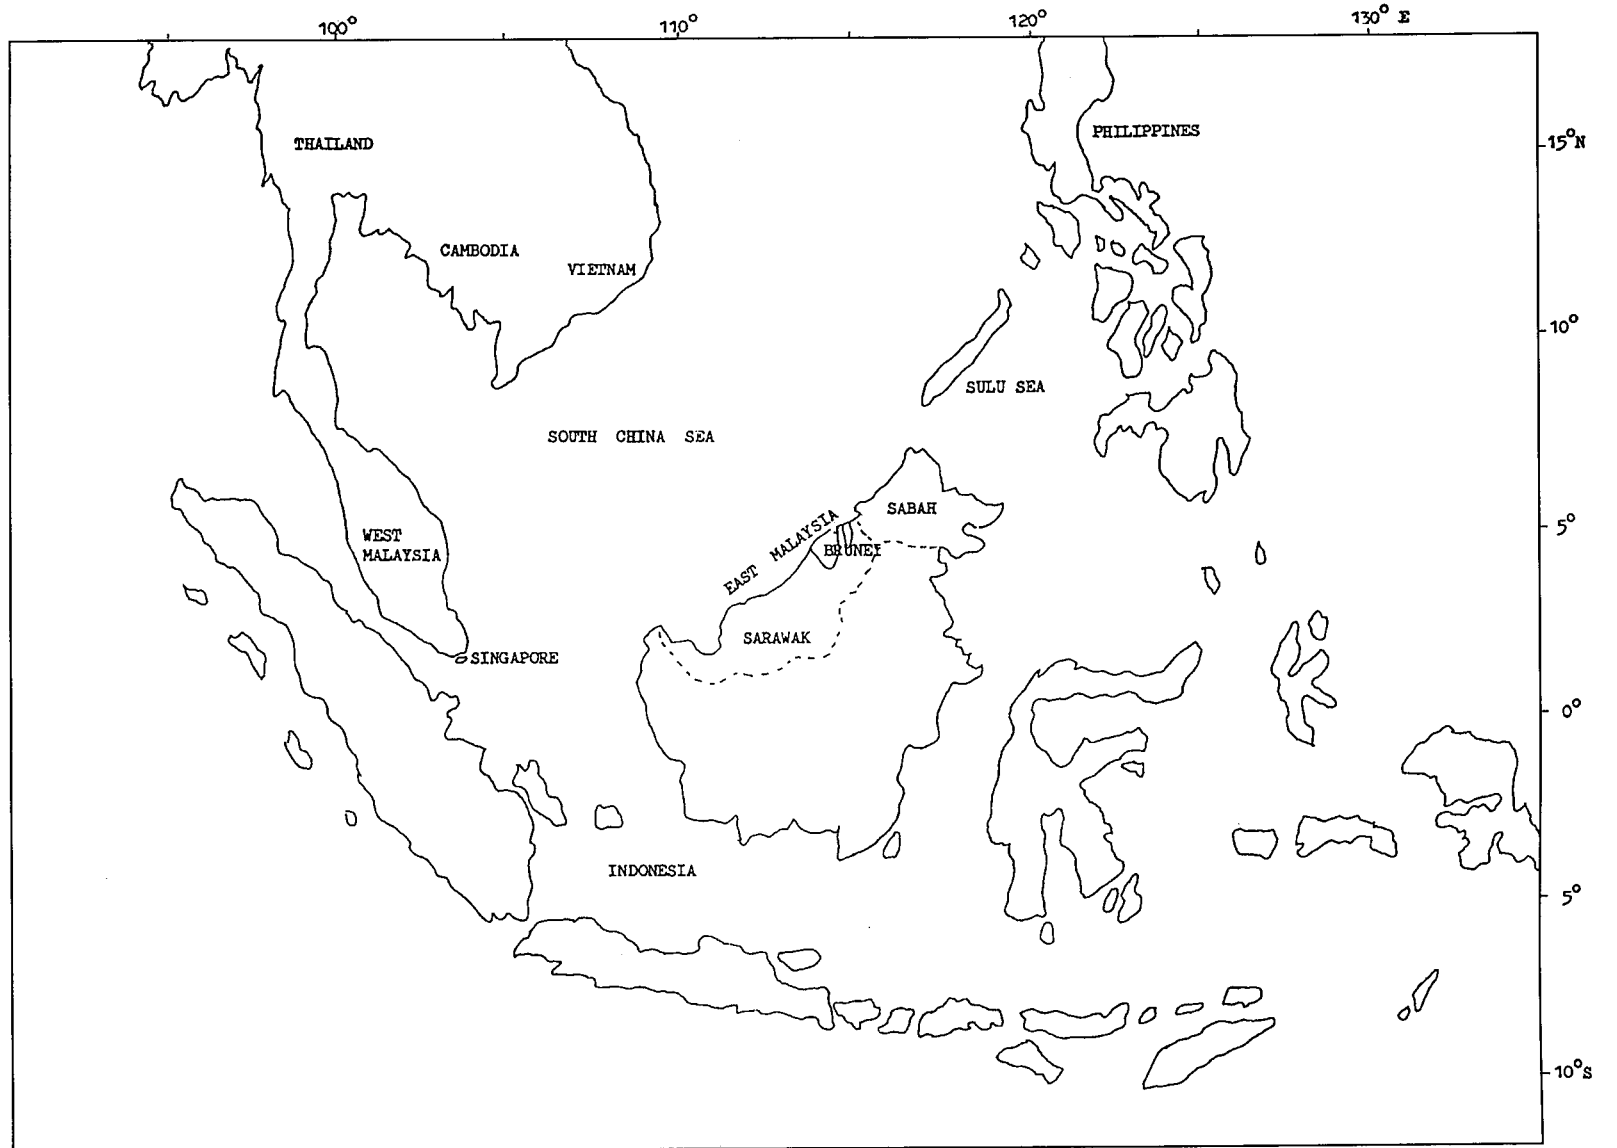 100° 110° 120° 130° E
PHILIPPINES
THAILAND
15°N
CAMBODIA
VIETNAM
10°
SULU SEA
SOUTH CHINA SEA
SABAH
5°
EAST MALAYSIA
WEST
MALAYSIA
BRUNEI
SARAWAK
SINGAPORE
0°
INDONESIA
5°
10°S